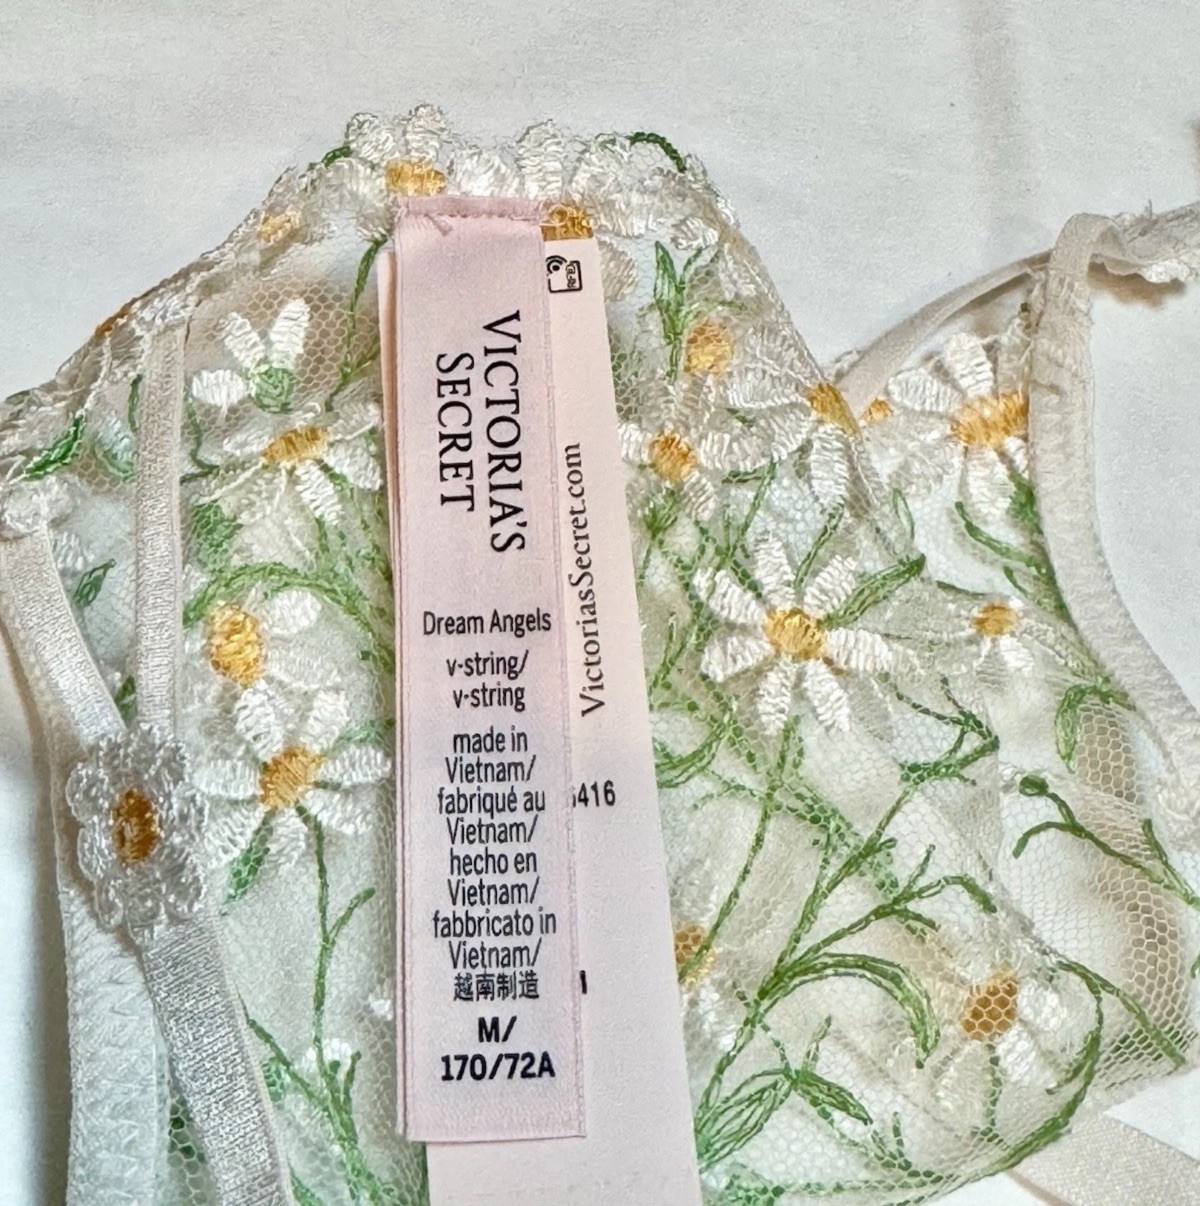 VICTORIA'S
SECRET
Dream Angels
v-string/
v-string
made in
Vietnam/
fabriqué au
Vietnam/
hecho en
Vietnam/
fabbricato in
Vietnam/
越南制造
M/
170/72A
VictoriasSecret.com
416